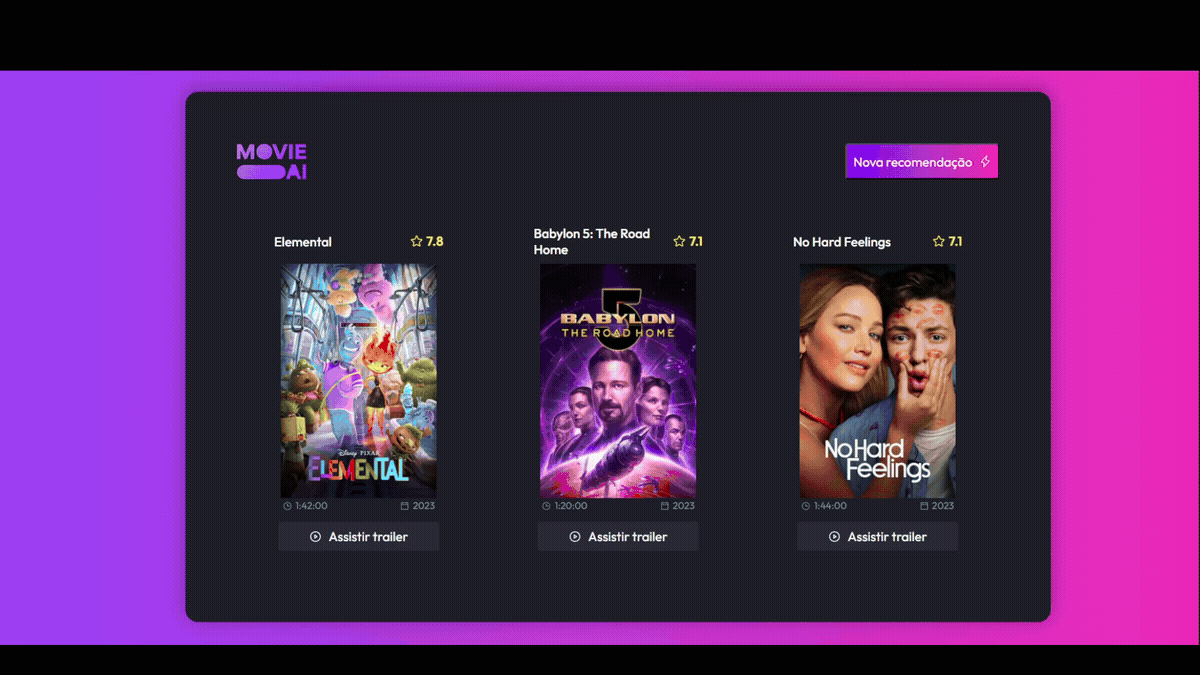 MOVIE
AI
Nova recomendação
Elemental
7.8
Babylon 5: The Road
Home
7.1
No Hard Feelings
7.1
Disney PIXAR
ELEMENTAL
1:42:00
2023
Assistir trailer
5
BABYLON
THE ROAD HOME
1:20:00
2023
Assistir trailer
No Hard
Feelings
1:44:00
2023
Assistir trailer